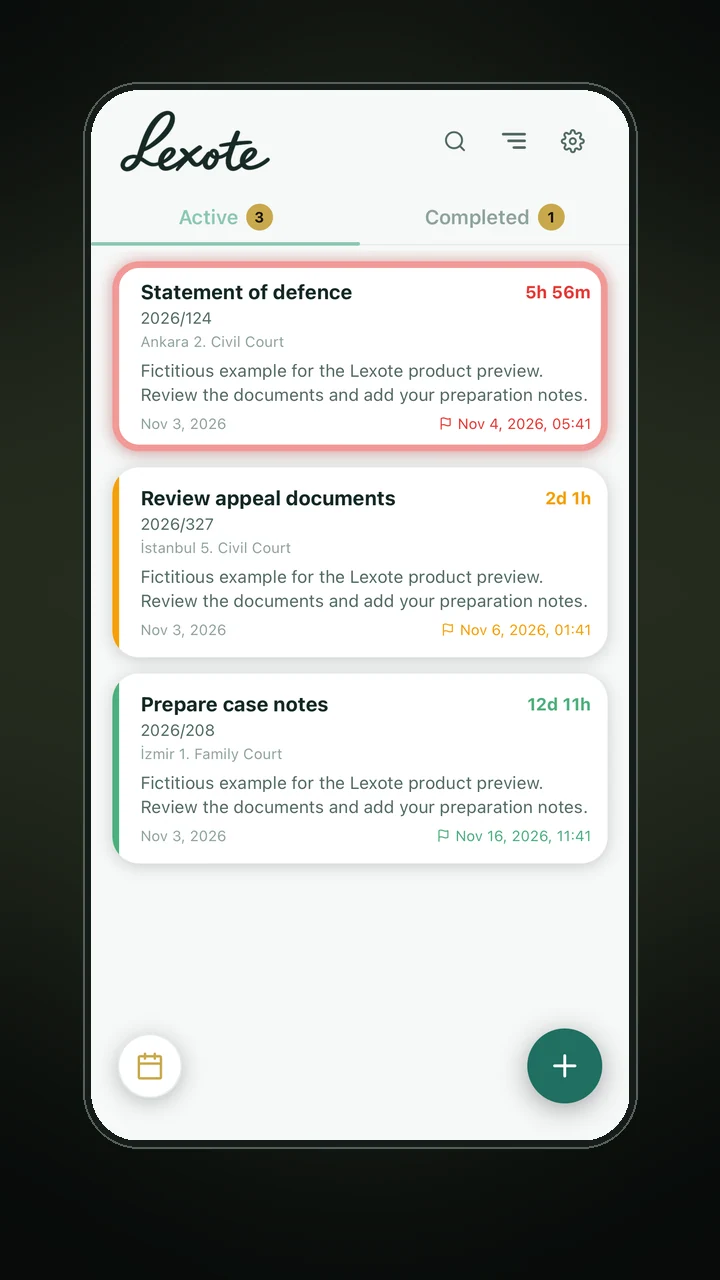 Lexote
Active 3
Completed 1
Statement of defence 5h 56m
2026/124
Ankara 2. Civil Court
Fictitious example for the Lexote product preview.
Review the documents and add your preparation notes.
Nov 3, 2026 Nov 4, 2026, 05:41
Review appeal documents 2d 1h
2026/327
İstanbul 5. Civil Court
Fictitious example for the Lexote product preview.
Review the documents and add your preparation notes.
Nov 3, 2026 Nov 6, 2026, 01:41
Prepare case notes 12d 11h
2026/208
İzmir 1. Family Court
Fictitious example for the Lexote product preview.
Review the documents and add your preparation notes.
Nov 3, 2026 Nov 16, 2026, 11:41